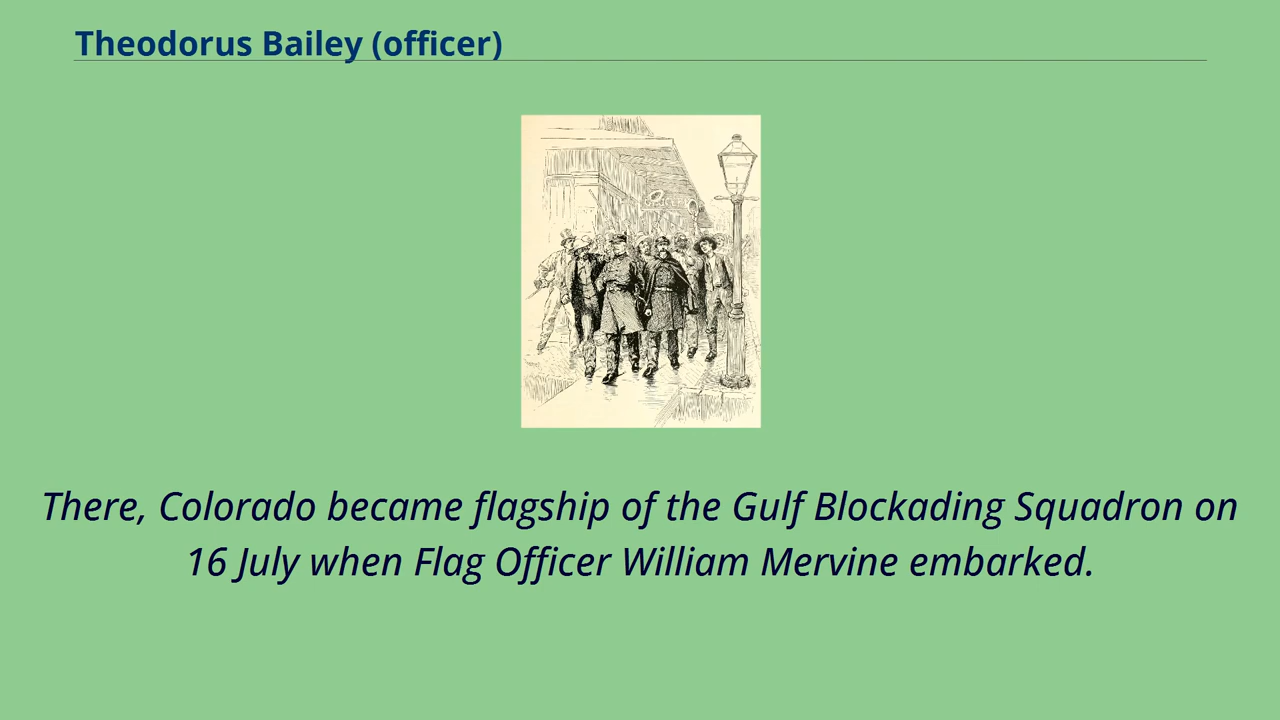 Theodorus Bailey (officer)
There, Colorado became flagship of the Gulf Blockading Squadron on
16 July when Flag Officer William Mervine embarked.